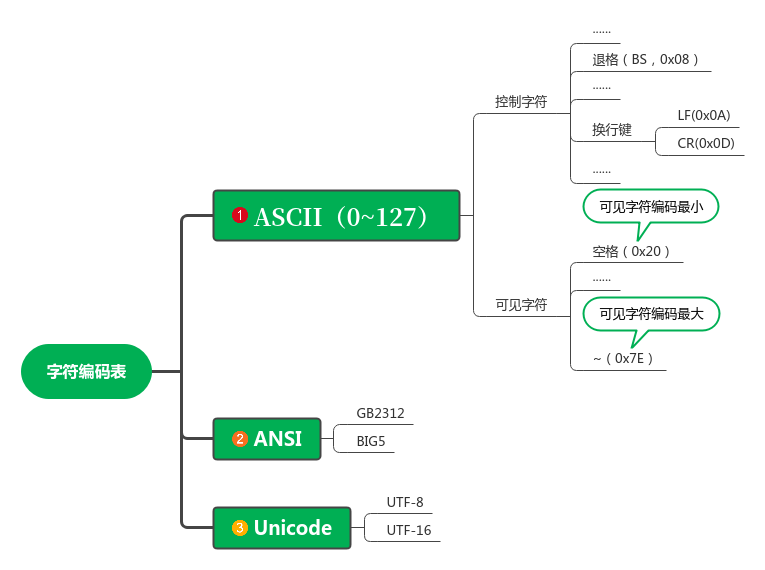 字符编码表
1 ASCII（0~127）
控制字符
......
退格（BS，0x08）
......
换行键
LF(0x0A)
CR(0x0D)
......
可见字符
可见字符编码最小
空格（0x20）
......
可见字符编码最大
~（0x7E）
2 ANSI
GB2312
BIG5
3 Unicode
UTF-8
UTF-16